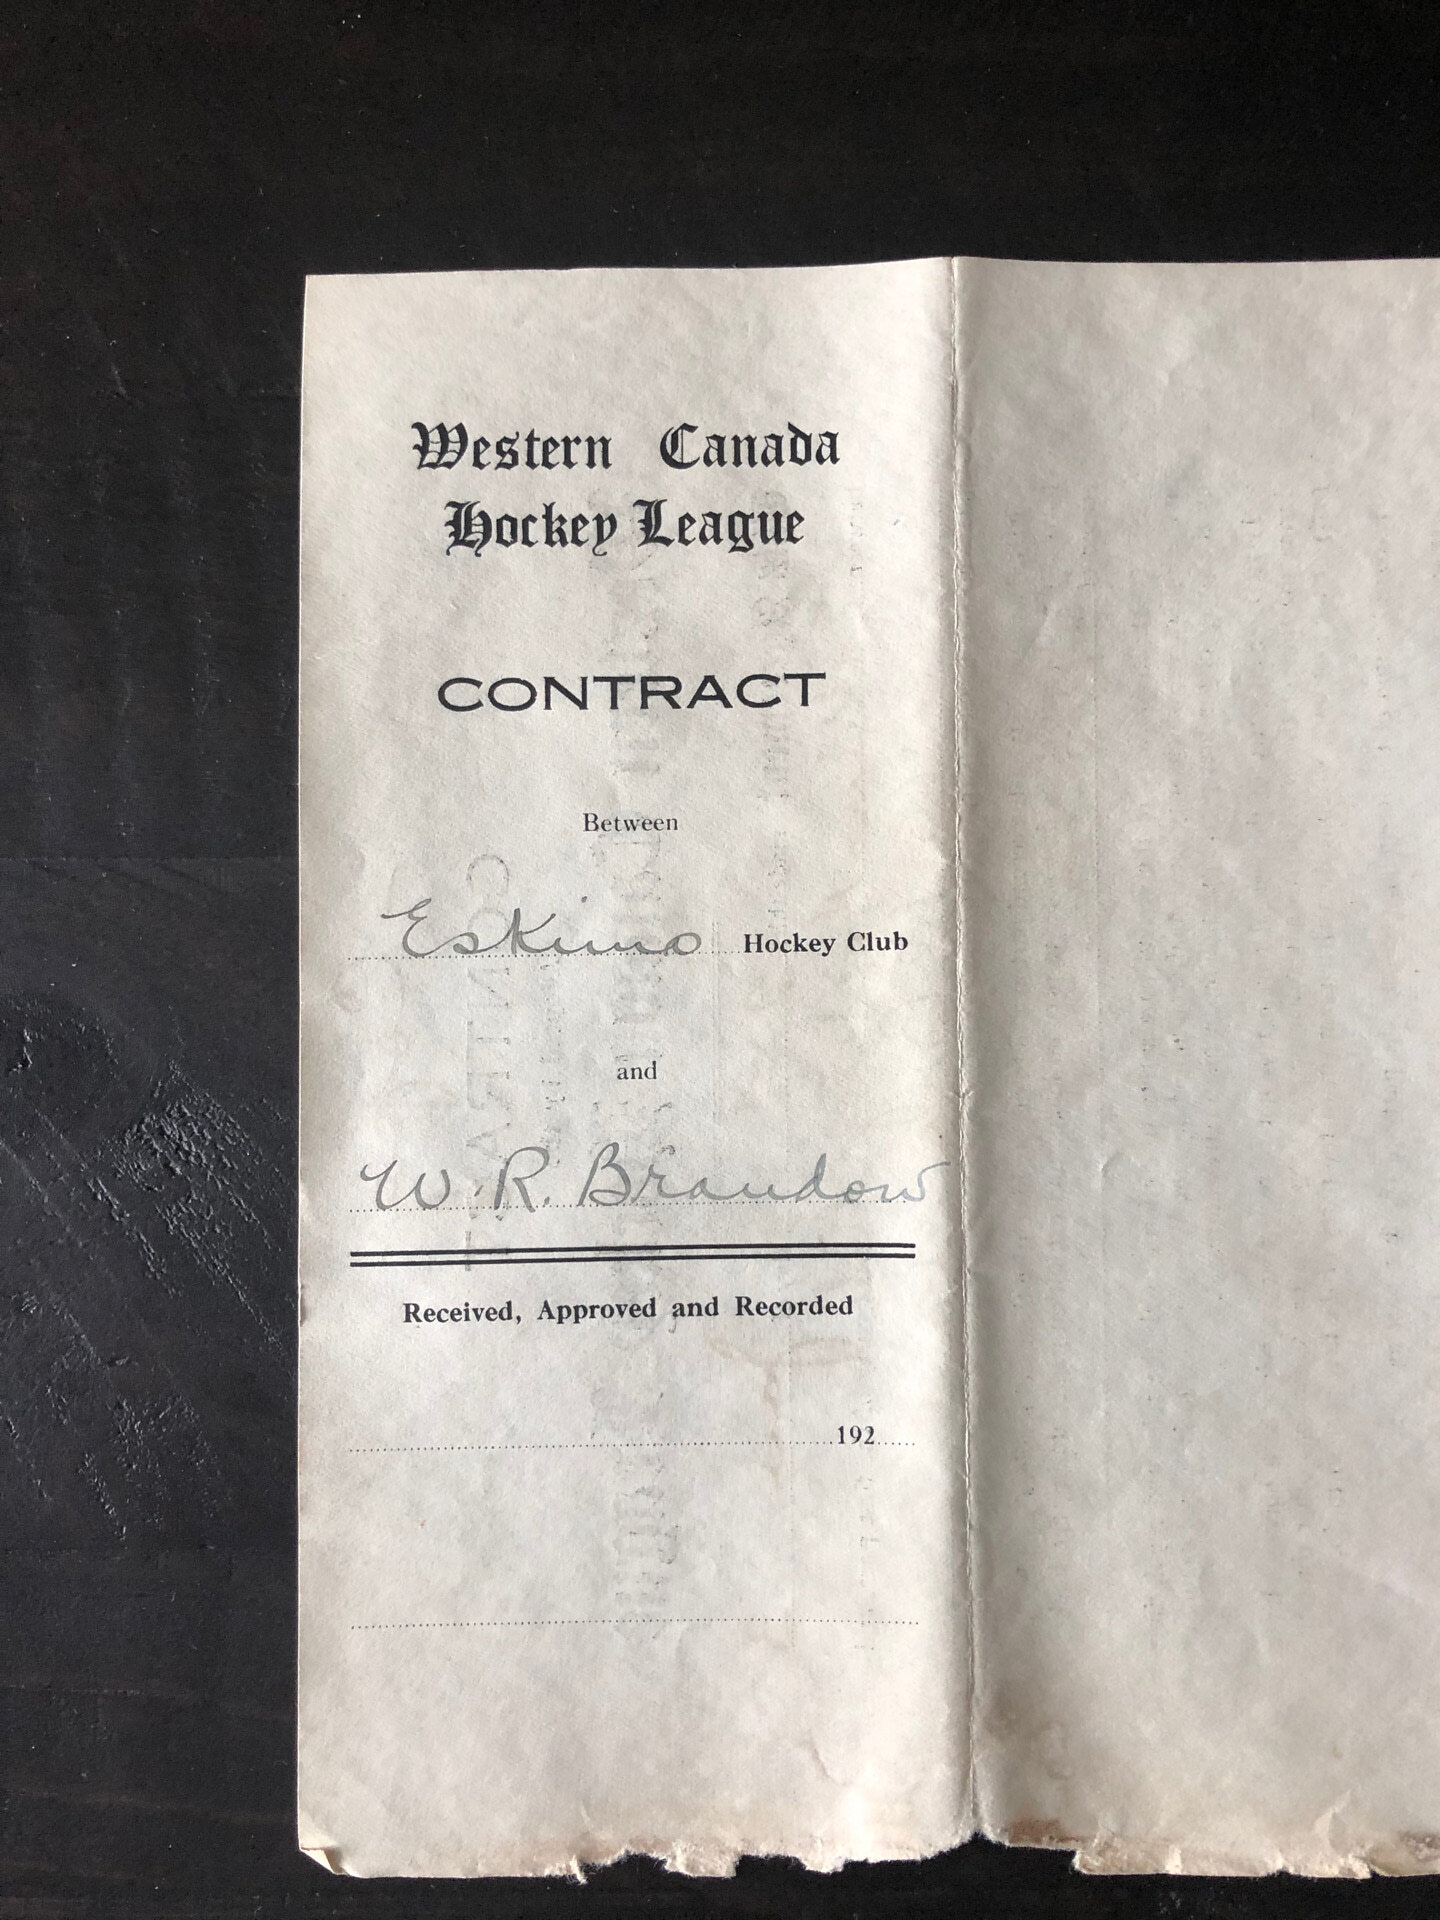 Western Canada
Hockey League
CONTRACT
Between
Eskimo Hockey Club
and
W. R. Brandow
Received, Approved and Recorded
192